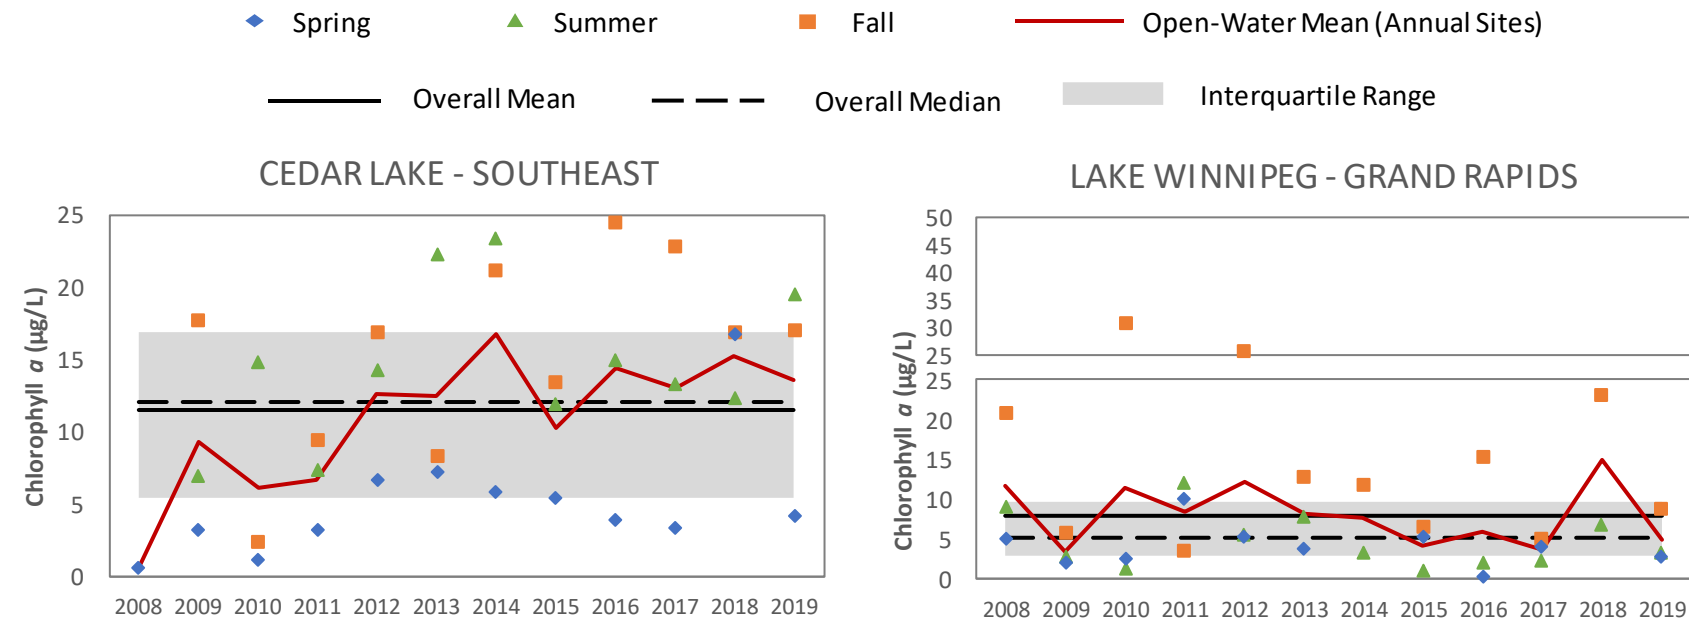 Spring Summer Fall Open-Water Mean (Annual Sites)
Overall Mean Overall Median Interquartile Range
CEDAR LAKE - SOUTHEAST
Chlorophyll a (µg/L)
25
20
15
10
5
0
2008 2009 2010 2011 2012 2013 2014 2015 2016 2017 2018 2019
LAKE WINNIPEG - GRAND RAPIDS
Chlorophyll a (µg/L)
50
45
40
35
30
25
25
20
15
10
5
0
2008 2009 2010 2011 2012 2013 2014 2015 2016 2017 2018 2019